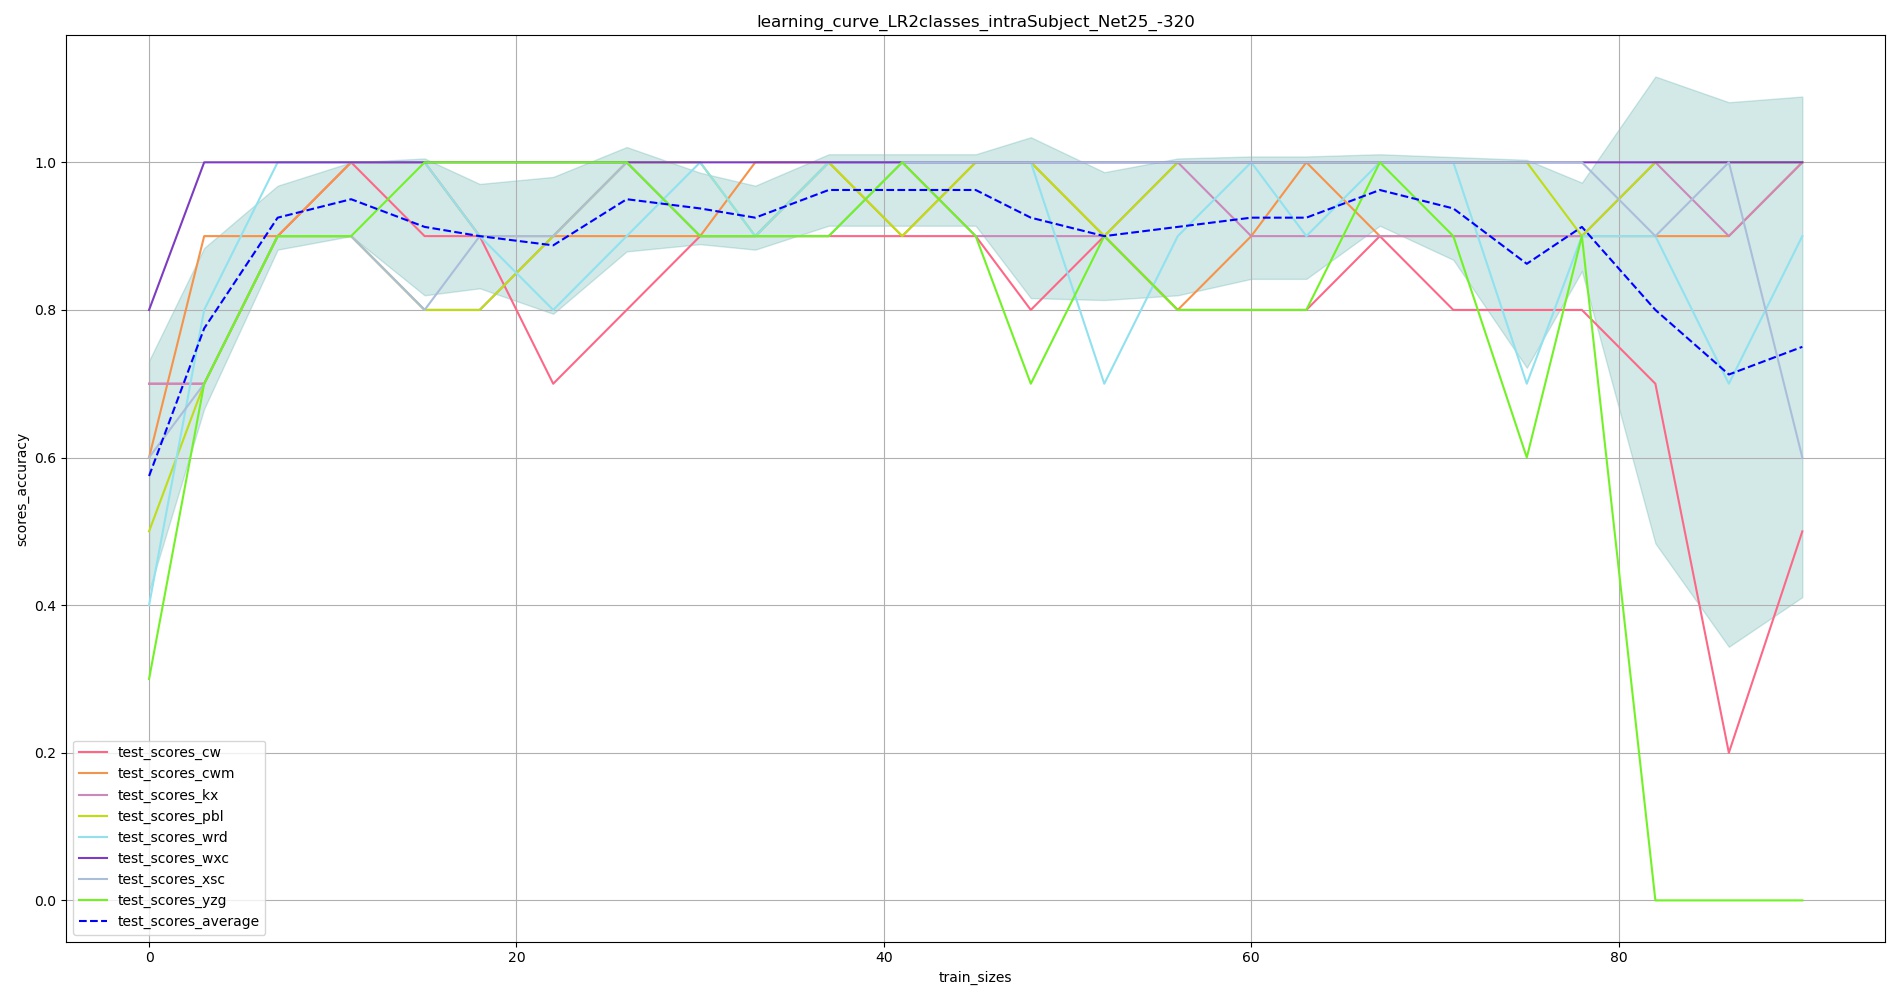 learning_curve_LR2classes_intraSubject_Net25_-320
scores_accuracy
1.0
0.8
0.6
0.4
0.2
0.0
test_scores_cw
test_scores_cwm
test_scores_kx
test_scores_pbl
test_scores_wrd
test_scores_wxc
test_scores_xsc
test_scores_yzg
test_scores_average
0 20 40 60 80
train_sizes